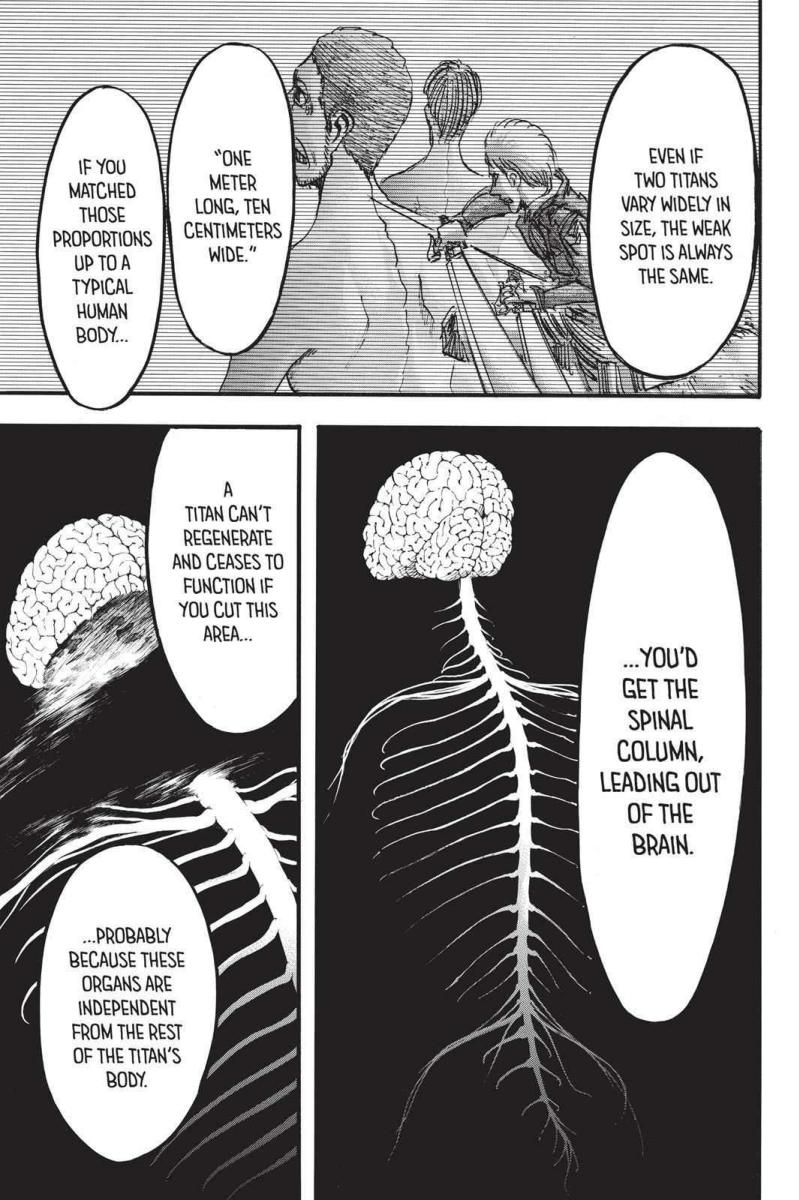 EVEN IF
TWO TITANS
VARY WIDELY IN
SIZE, THE WEAK
SPOT IS ALWAYS
THE SAME.
"ONE
METER
LONG, TEN
CENTIMETERS
WIDE."
IF YOU
MATCHED
THOSE
PROPORTIONS
UP TO A
TYPICAL
HUMAN
BODY...
...YOU'D
GET THE
SPINAL
COLUMN,
LEADING OUT
OF THE
BRAIN.
A
TITAN CAN'T
REGENERATE
AND CEASES TO
FUNCTION IF
YOU CUT THIS
AREA...
...PROBABLY
BECAUSE THESE
ORGANS ARE
INDEPENDENT
FROM THE REST
OF THE TITAN'S
BODY.